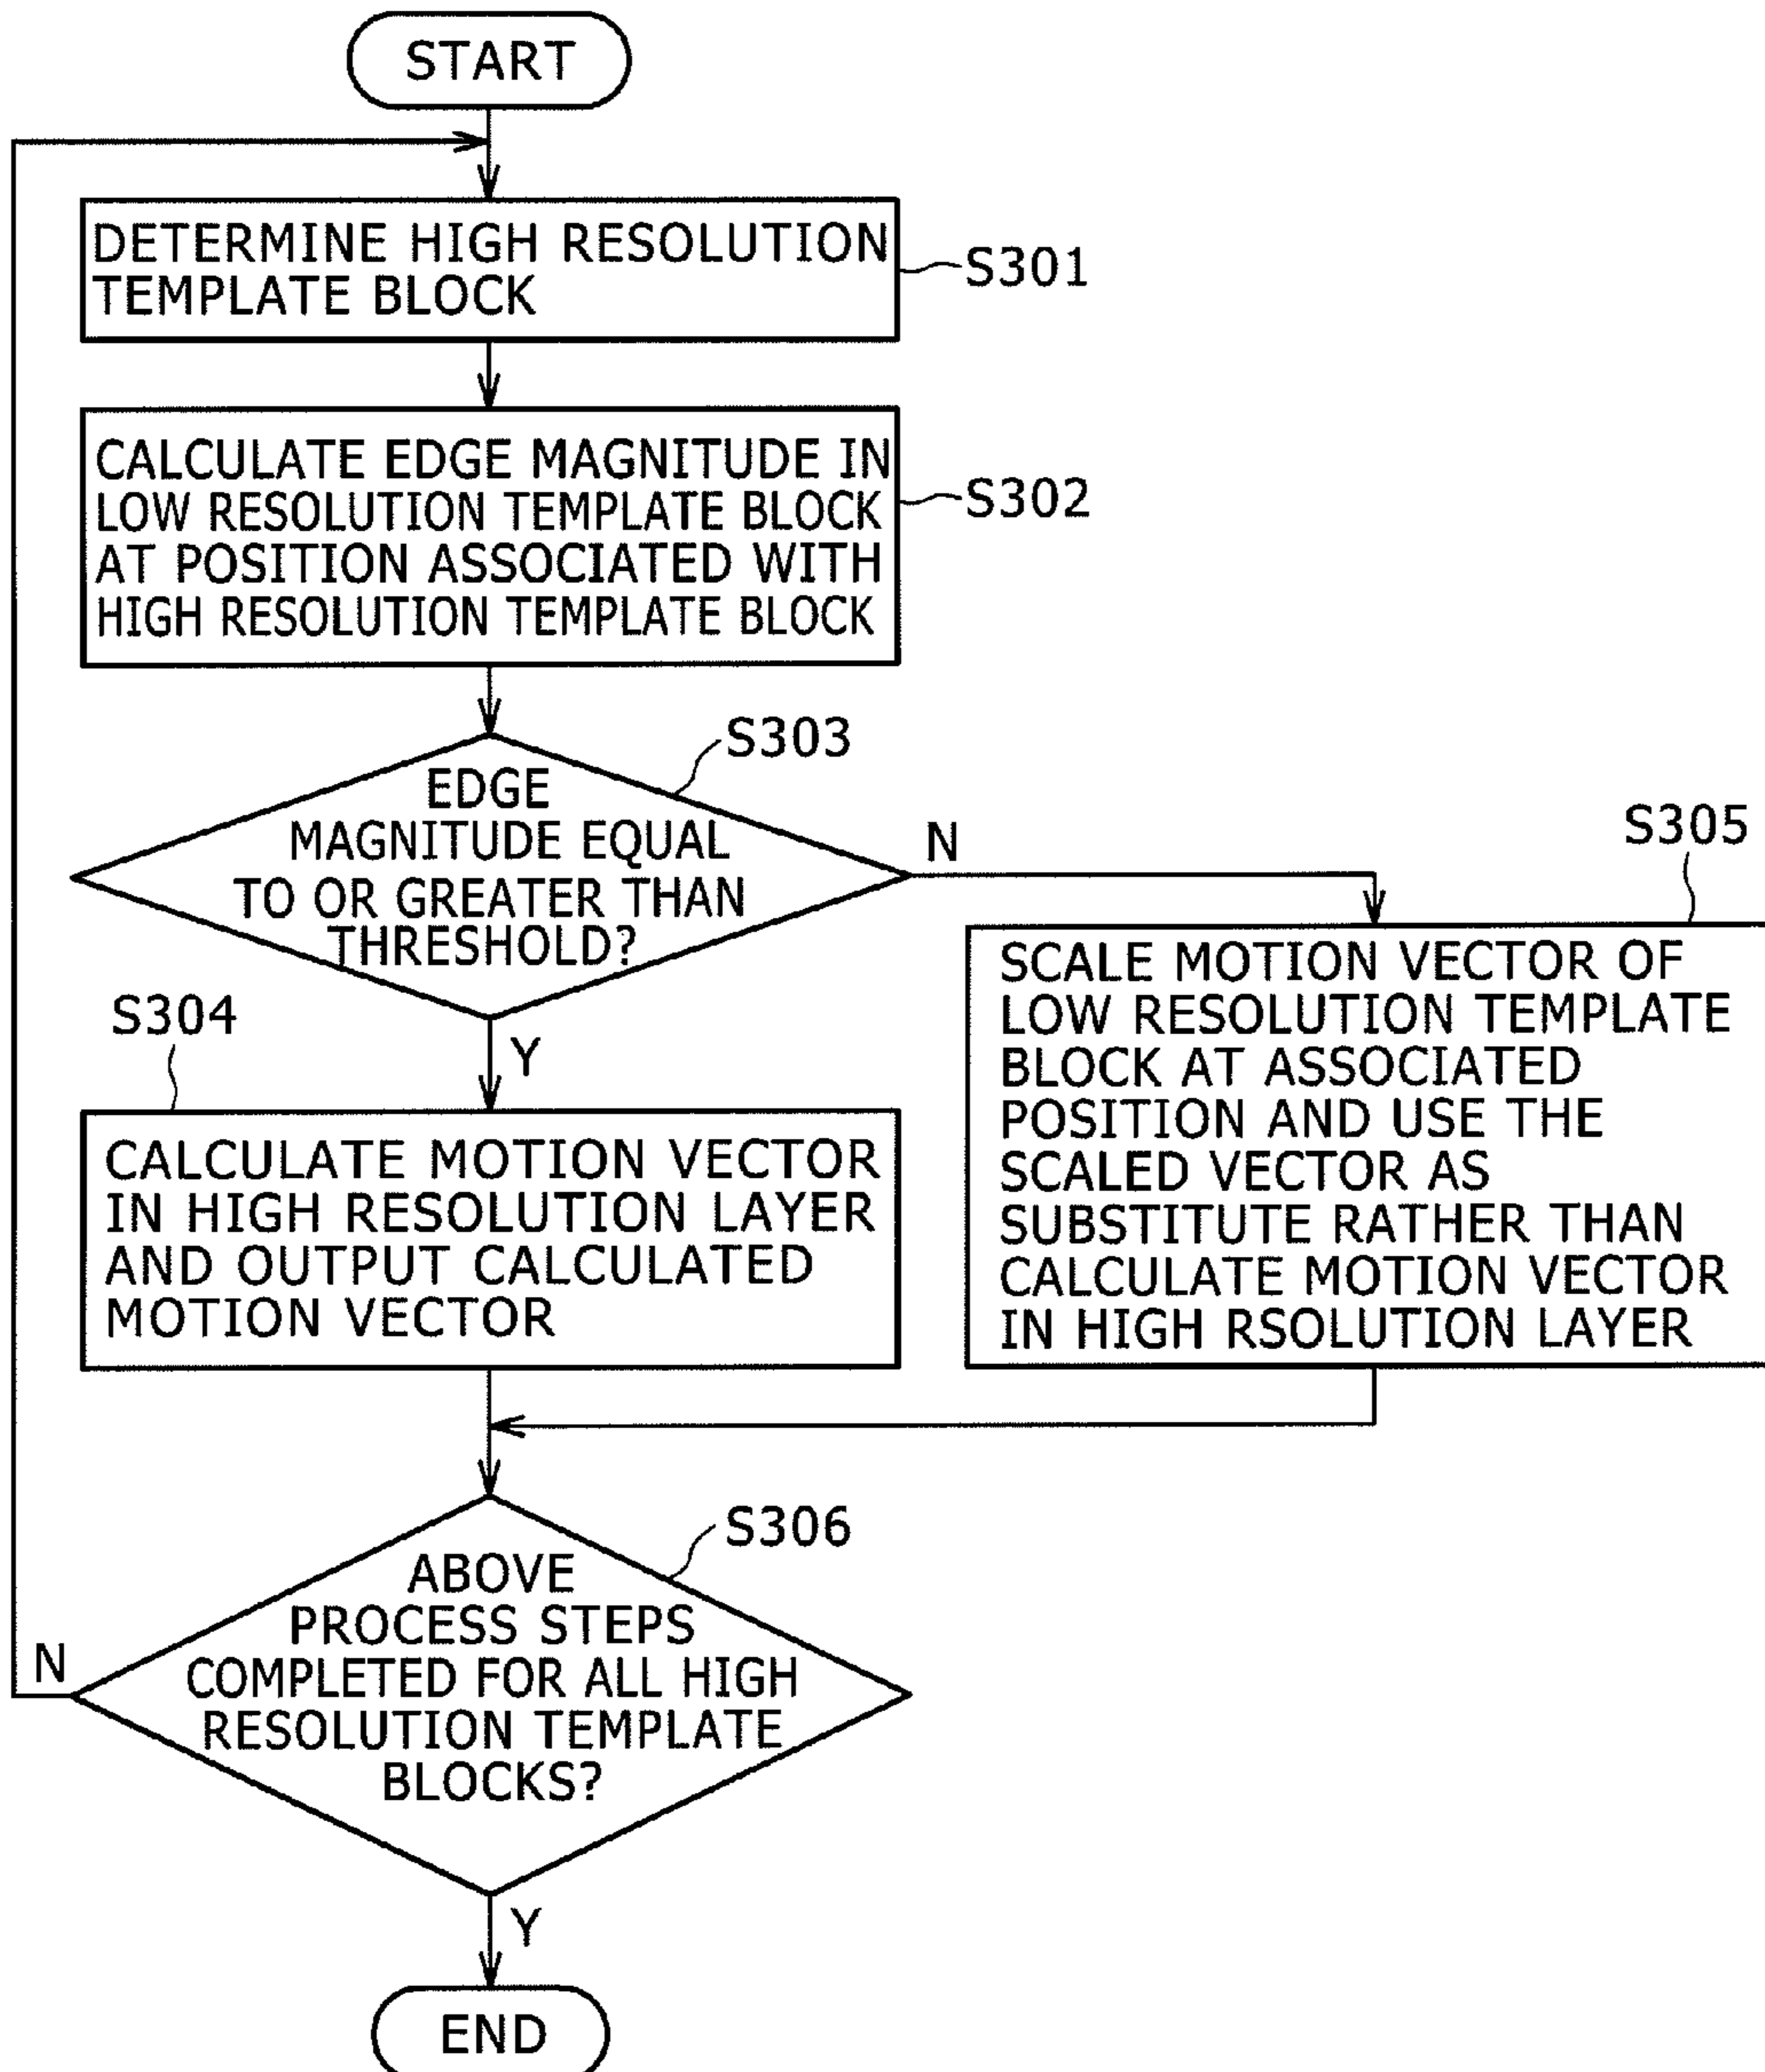 START
DETERMINE HIGH RESOLUTION
TEMPLATE BLOCK
S301
CALCULATE EDGE MAGNITUDE IN
LOW RESOLUTION TEMPLATE BLOCK
AT POSITION ASSOCIATED WITH
HIGH RESOLUTION TEMPLATE BLOCK
S302
S303
EDGE
MAGNITUDE EQUAL
TO OR GREATER THAN
THRESHOLD?
N
S305
SCALE MOTION VECTOR OF
LOW RESOLUTION TEMPLATE
BLOCK AT ASSOCIATED
POSITION AND USE THE
SCALED VECTOR AS
SUBSTITUTE RATHER THAN
CALCULATE MOTION VECTOR
IN HIGH RSOLUTION LAYER
S304
Y
CALCULATE MOTION VECTOR
IN HIGH RESOLUTION LAYER
AND OUTPUT CALCULATED
MOTION VECTOR
S306
ABOVE
PROCESS STEPS
COMPLETED FOR ALL HIGH
RESOLUTION TEMPLATE
BLOCKS?
N
Y
END